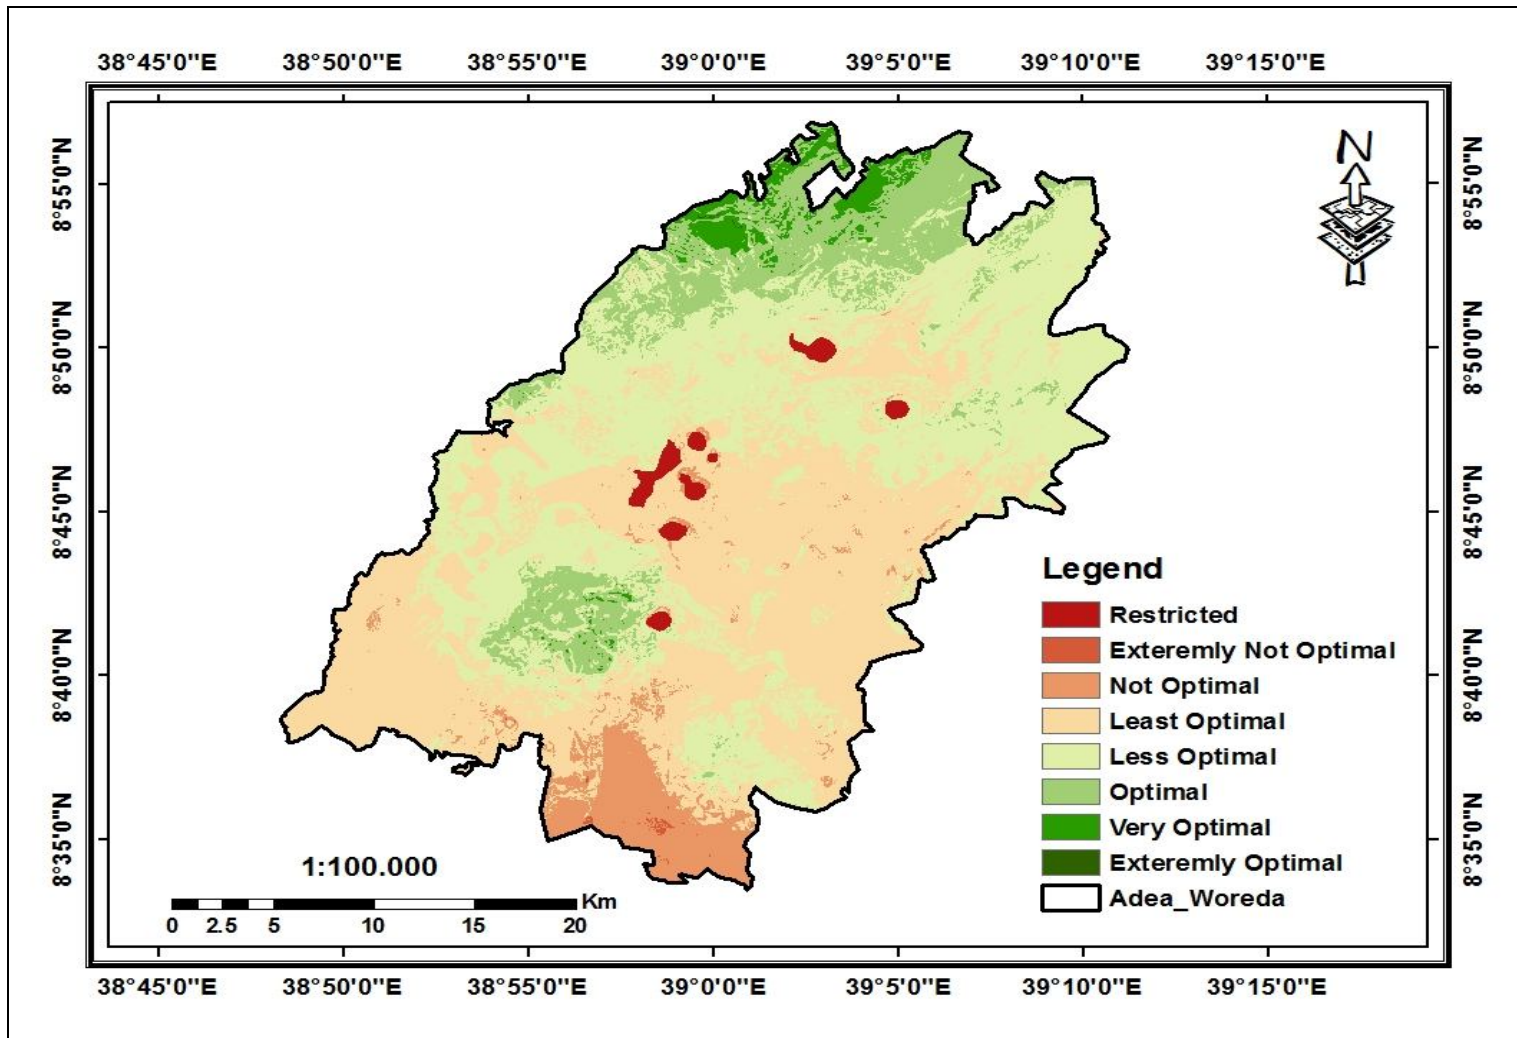 38°45'0"E 38°50'0"E 38°55'0"E 39°0'0"E 39°5'0"E 39°10'0"E 39°15'0"E
N
8°55'0"N 8°55'0"N
8°50'0"N 8°50'0"N
8°45'0"N 8°45'0"N
8°40'0"N 8°40'0"N
8°35'0"N 8°35'0"N
Legend
Restricted
Exteremly Not Optimal
Not Optimal
Least Optimal
Less Optimal
Optimal
Very Optimal
Exteremly Optimal
Adea_Woreda
1:100.000
Km
0 2.5 5 10 15 20
38°45'0"E 38°50'0"E 38°55'0"E 39°0'0"E 39°5'0"E 39°10'0"E 39°15'0"E